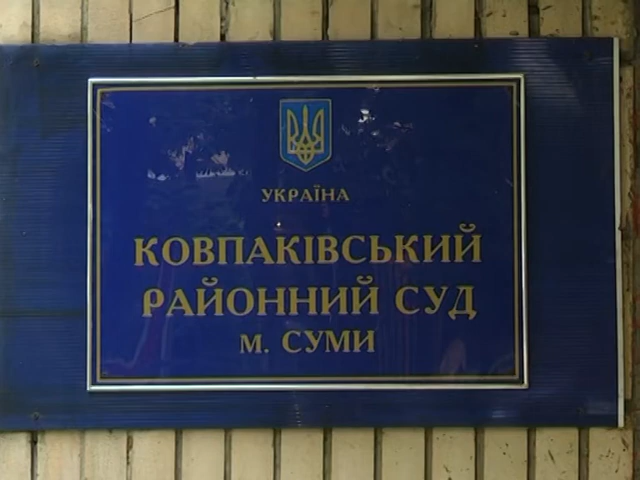 УКРАЇНА
КОВПАКІВСЬКИЙ
РАЙОННИЙ СУД
м. СУМИ